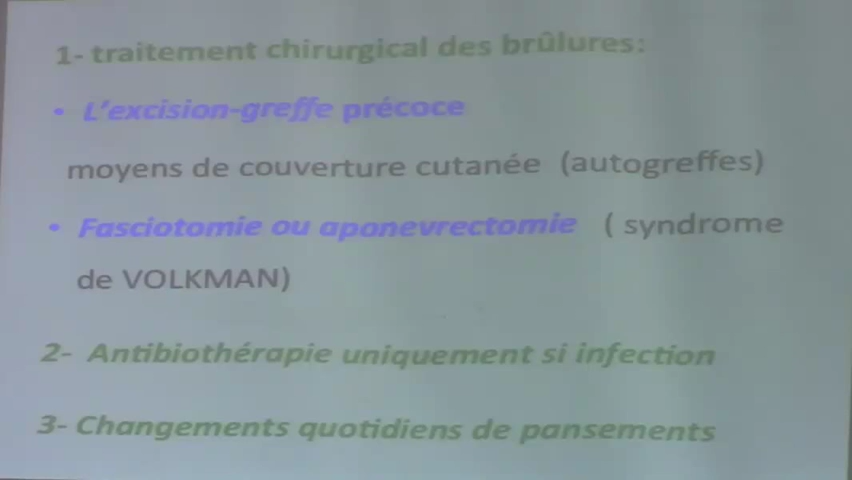 1- traitement chirurgical des brûlures:
• L'excision-greffe précoce
moyens de couverture cutanée (autogreffes)
• Fasciotomie ou aponevrectomie ( syndrome
de VOLKMAN)
2- Antibiothérapie uniquement si infection
3- Changements quotidiens de pansements